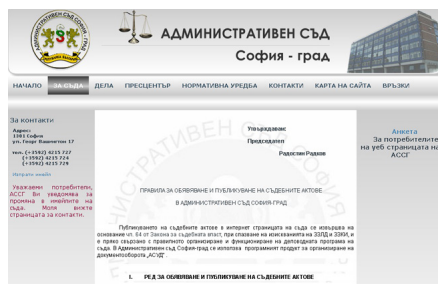 АДМИНИСТРАТИВЕН СЪД
София - град
НАЧАЛО ЗА СЪДА ДЕЛА ПРЕСЦЕНТЪР НОРМАТИВНА УРЕДБА КОНТАКТИ КАРТА НА САЙТА ВРЪЗКИ
За контакти
Адрес:
1301 София
ул. Георг Вашингтон 17
тел. (+3592) 4215 727
(+3592) 4215 724
(+3592) 4215 729
Изпрати имейл
Уважаеми потребители,
АССГ Ви уведомява за
промяна в имейлите на
съда. Моля вижте
страницата за контакти.
Утвърждавам:
Председател
Радостин Радков
ПРАВИЛА ЗА ОБЯВЯВАНЕ И ПУБЛИКУВАНЕ НА СЪДЕБНИТЕ АКТОВЕ
В АДМИНИСТРАТИВЕН СЪД СОФИЯ-ГРАД
Публикуването на съдебните актове в интернет страницата на съда се извършва на
основание чл. 64 от Закона за съдебната власт, при спазване на изискванията на ЗЗЛД и ЗЗКИ, и
е пряко свързано с правилното организиране и функциониране на деловодната програма на
съда. В Административен съд София-град се използва програмният продукт за организиране на
документооборота „АСУД".
I. РЕД ЗА ОБЯВЯВАНЕ И ПУБЛИКУВАНЕ НА СЪДЕБНИТЕ АКТОВЕ
Анкета
За потребителите
на уеб страницата на
АССГ